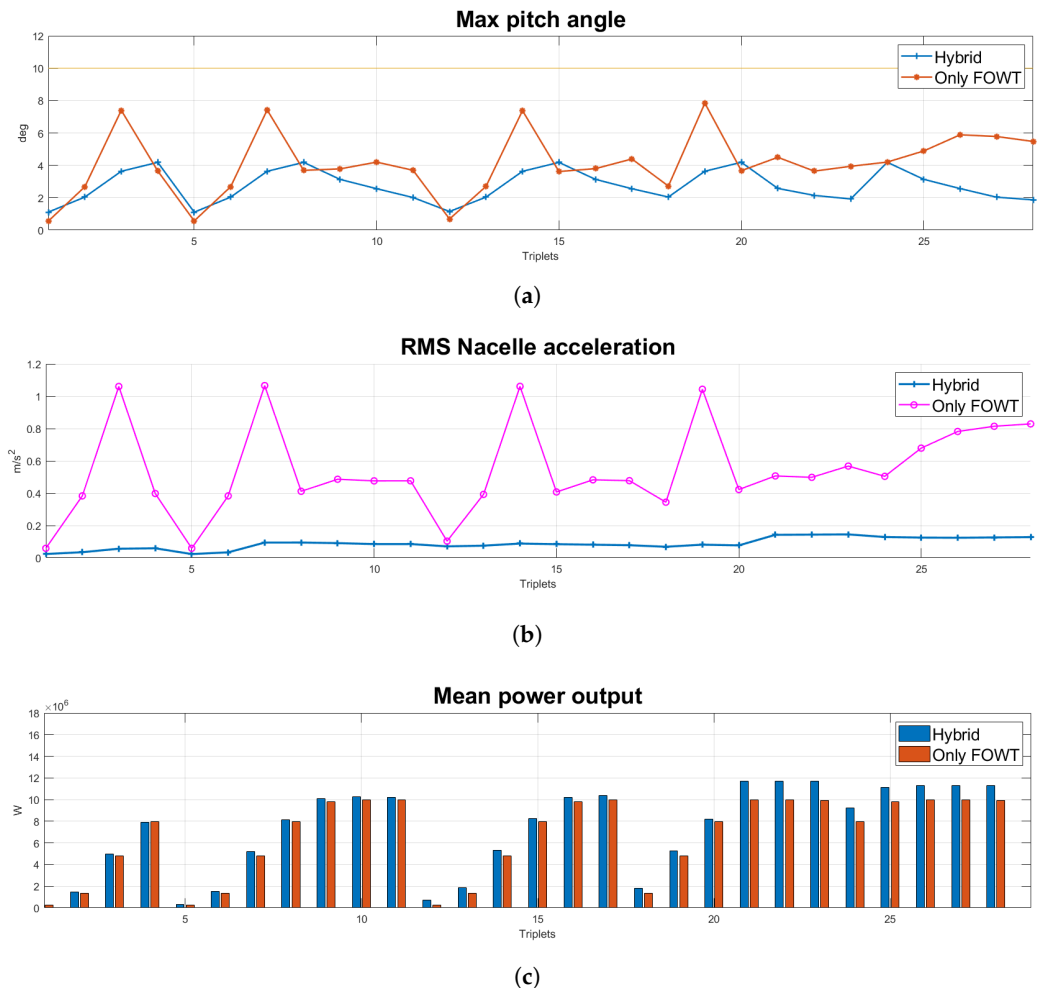 Max pitch angle
12
10
8
6
4
2
0
deg
Hybrid
Only FOWT
5
10
15
20
25
Triplets
(a)
RMS Nacelle acceleration
1.2
1
0.8
0.6
0.4
0.2
0
m/s²
Hybrid
Only FOWT
5
10
15
20
25
Triplets
(b)
Mean power output
×10⁶
18
16
14
12
10
8
6
4
2
0
W
Hybrid
Only FOWT
5
10
15
20
25
Triplets
(c)